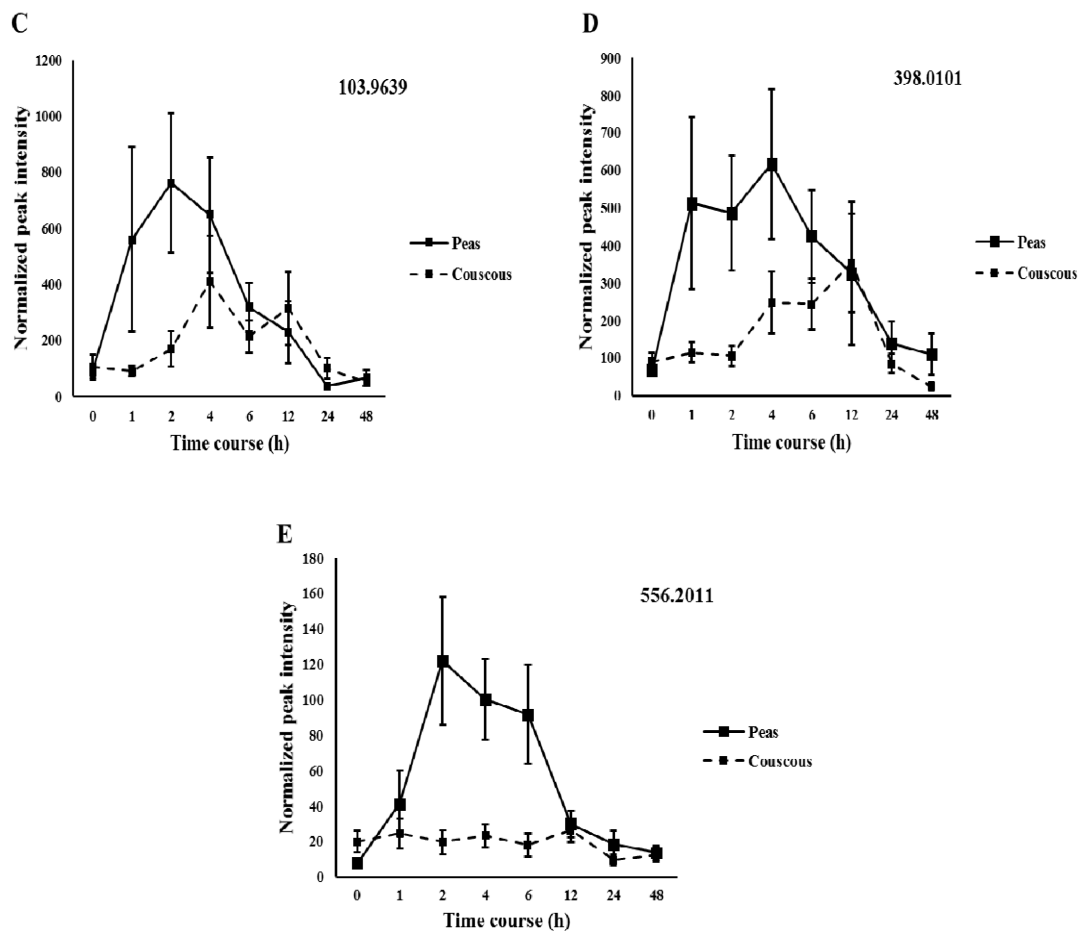 C
103.9639
Normalized peak intensity
1200
1000
800
600
400
200
0
0 1 2 4 6 12 24 48
Time course (h)
Peas
Couscous
D
398.0101
Normalized peak intensity
900
800
700
600
500
400
300
200
100
0
0 1 2 4 6 12 24 48
Time course (h)
Peas
Couscous
E
556.2011
Normalized peak intensity
180
160
140
120
100
80
60
40
20
0
0 1 2 4 6 12 24 48
Time course (h)
Peas
Couscous